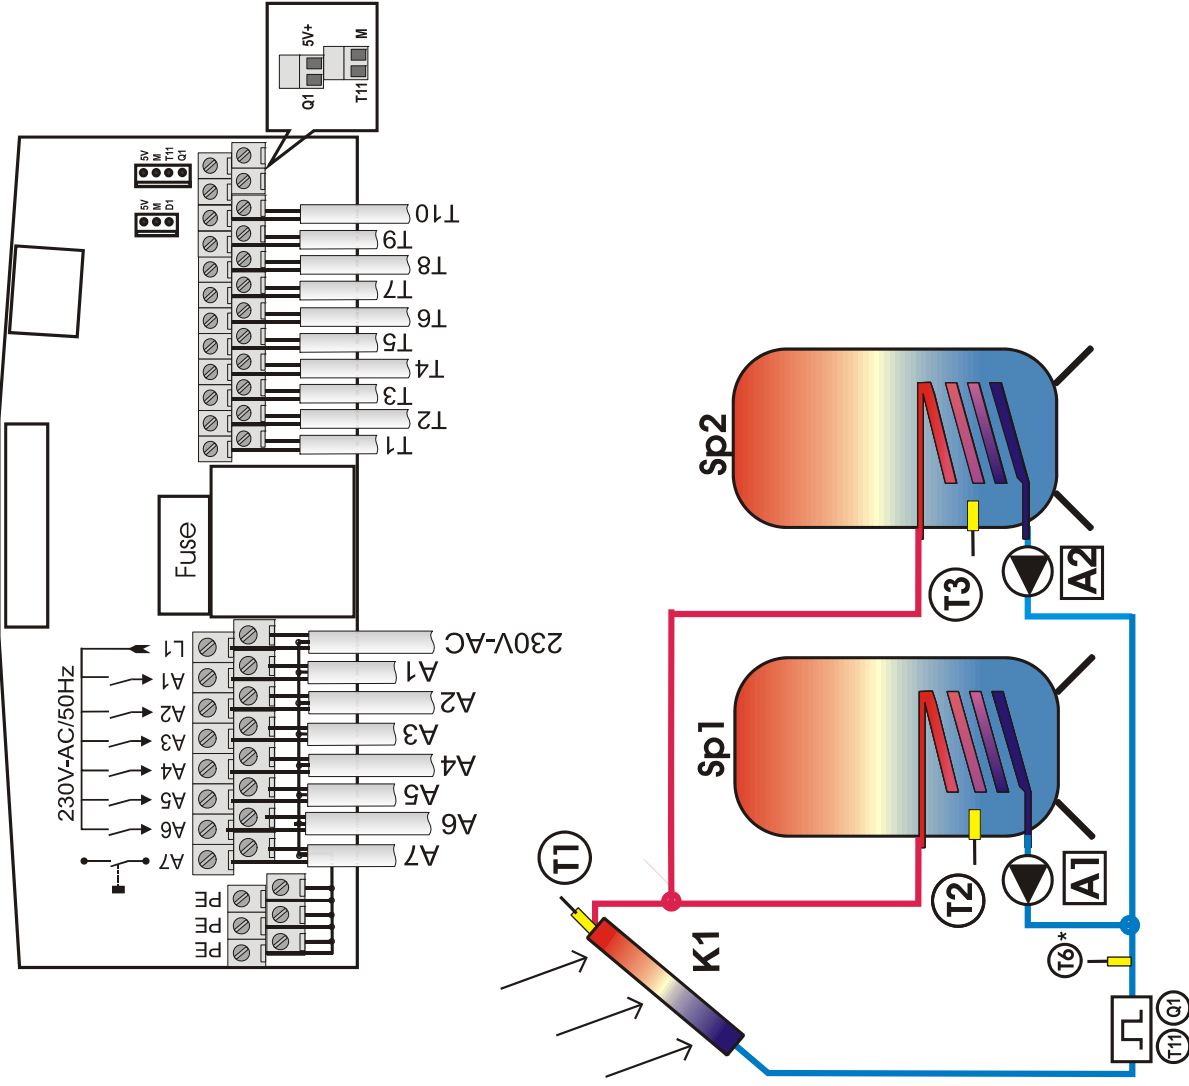 5V+
M
Q1
T11
5V
M
T11
Q1
5V
M
D1
T10
T9
T8
T7
T6
T5
T4
T3
T2
T1
Fuse
230V-AC/50Hz
L1
A1
A2
A3
A4
A5
A6
A7
230V-AC
A1
A2
A3
A4
A5
A6
A7
PE
PE
PE
Sp2
T3
A2
Sp1
T2
A1
T1
K1
T6*
T11
Q1